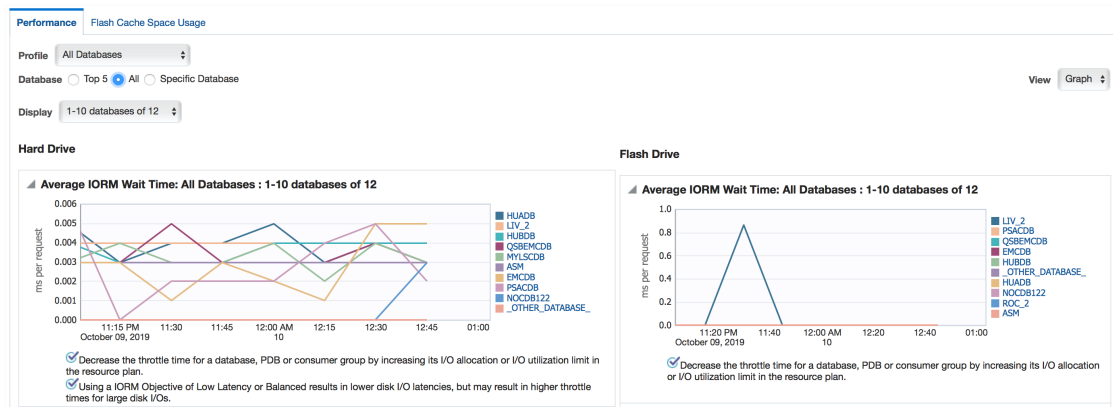 Performance Flash Cache Space Usage
Profile All Databases
Database Top 5 All Specific Database
View Graph
Display 1-10 databases of 12
Hard Drive
Average IORM Wait Time: All Databases : 1-10 databases of 12
ms per request
0.006
0.005
0.004
0.003
0.002
0.001
0.000
11:15 PM 11:30 11:45 12:00 AM 12:15 12:30 12:45 01:00
October 09, 2019 10
HUADB
LIV_2
HUBDB
QSBEMCDB
MYLSCDB
ASM
EMCDB
PSACDB
NOCDB122
_OTHER_DATABASE_
Decrease the throttle time for a database, PDB or consumer group by increasing its I/O allocation or I/O utilization limit in
the resource plan.
Using a IORM Objective of Low Latency or Balanced results in lower disk I/O latencies, but may result in higher throttle
times for large disk I/Os.
Flash Drive
Average IORM Wait Time: All Databases : 1-10 databases of 12
ms per request
1.0
0.8
0.6
0.4
0.2
0.0
11:20 PM 11:40 12:00 AM 12:20 12:40 01:00
October 09, 2019 10
LIV_2
PSACDB
QSBEMCDB
EMCDB
HUBDB
_OTHER_DATABASE_
HUADB
NOCDB122
ROC_2
ASM
Decrease the throttle time for a database, PDB or consumer group by increasing its I/O allocation
or I/O utilization limit in the resource plan.